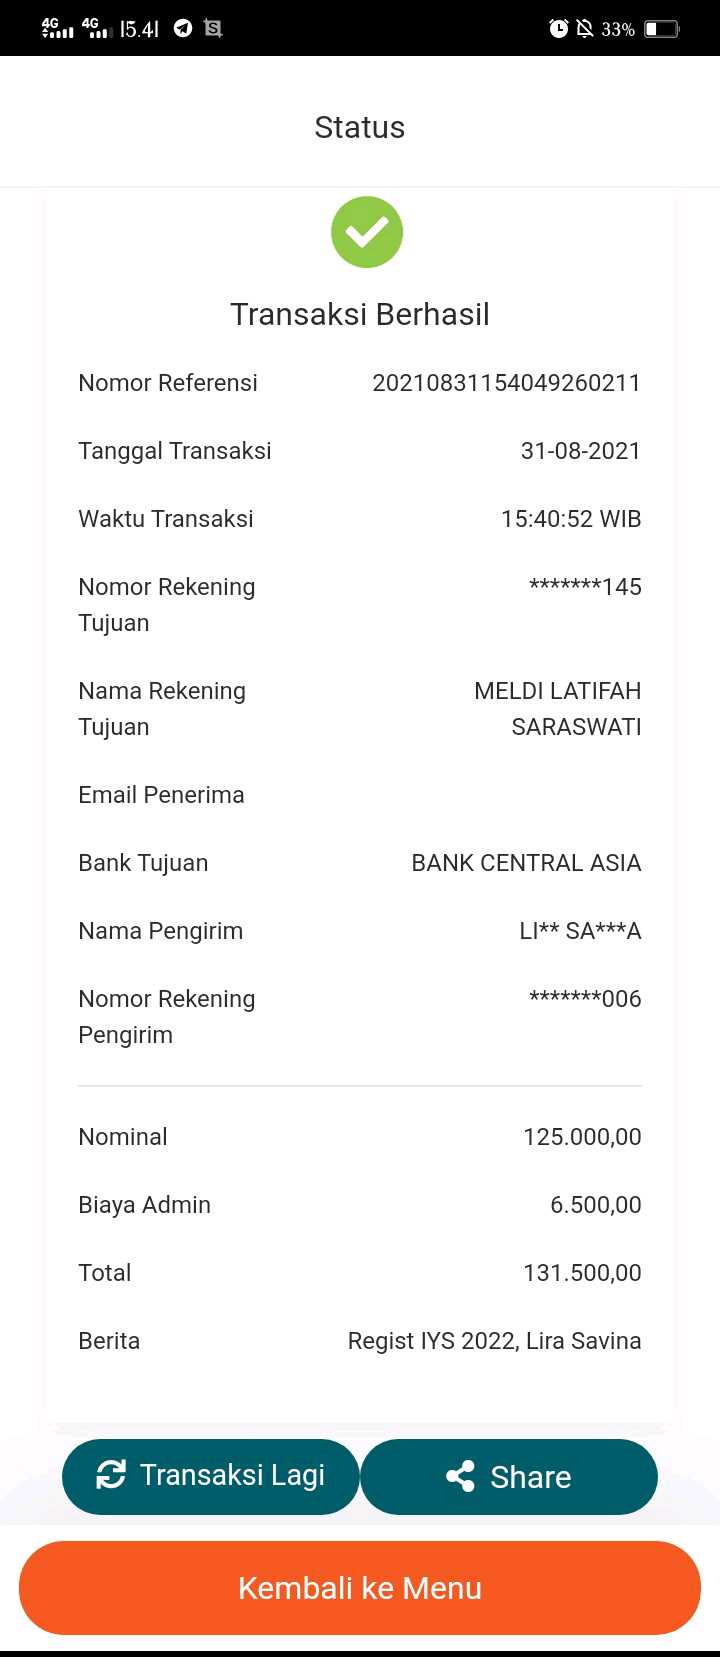 4G 4G 15.41 S 33%
Status
Transaksi Berhasil
Nomor Referensi 20210831154049260211
Tanggal Transaksi 31-08-2021
Waktu Transaksi 15:40:52 WIB
Nomor Rekening *******145
Tujuan
Nama Rekening MELDI LATIFAH
Tujuan SARASWATI
Email Penerima
Bank Tujuan BANK CENTRAL ASIA
Nama Pengirim LI** SA***A
Nomor Rekening *******006
Pengirim
Nominal 125.000,00
Biaya Admin 6.500,00
Total 131.500,00
Berita Regist IYS 2022, Lira Savina
Transaksi Lagi Share
Kembali ke Menu